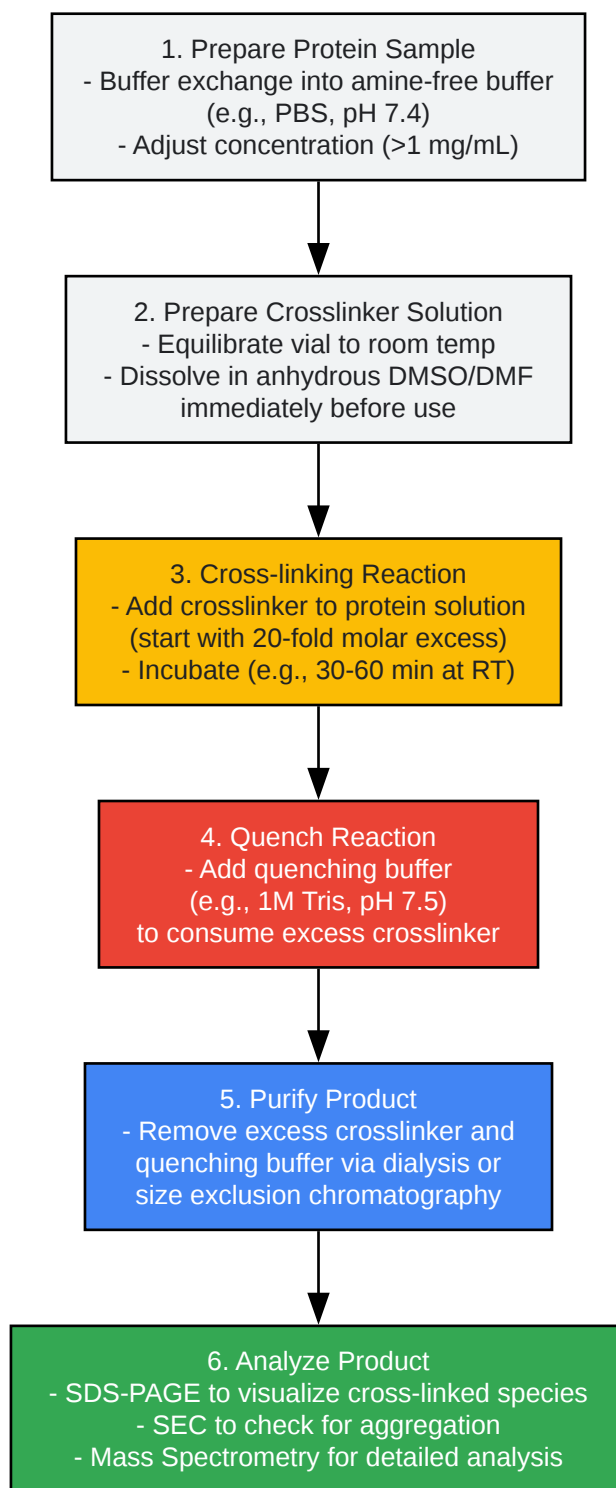 1. Prepare Protein Sample
- Buffer exchange into amine-free buffer
(e.g., PBS, pH 7.4)
- Adjust concentration (>1 mg/mL)
2. Prepare Crosslinker Solution
- Equilibrate vial to room temp
- Dissolve in anhydrous DMSO/DMF
immediately before use
3. Cross-linking Reaction
- Add crosslinker to protein solution
(start with 20-fold molar excess)
- Incubate (e.g., 30-60 min at RT)
4. Quench Reaction
- Add quenching buffer
(e.g., 1M Tris, pH 7.5)
to consume excess crosslinker
5. Purify Product
- Remove excess crosslinker and
quenching buffer via dialysis or
size exclusion chromatography
6. Analyze Product
- SDS-PAGE to visualize cross-linked species
- SEC to check for aggregation
- Mass Spectrometry for detailed analysis